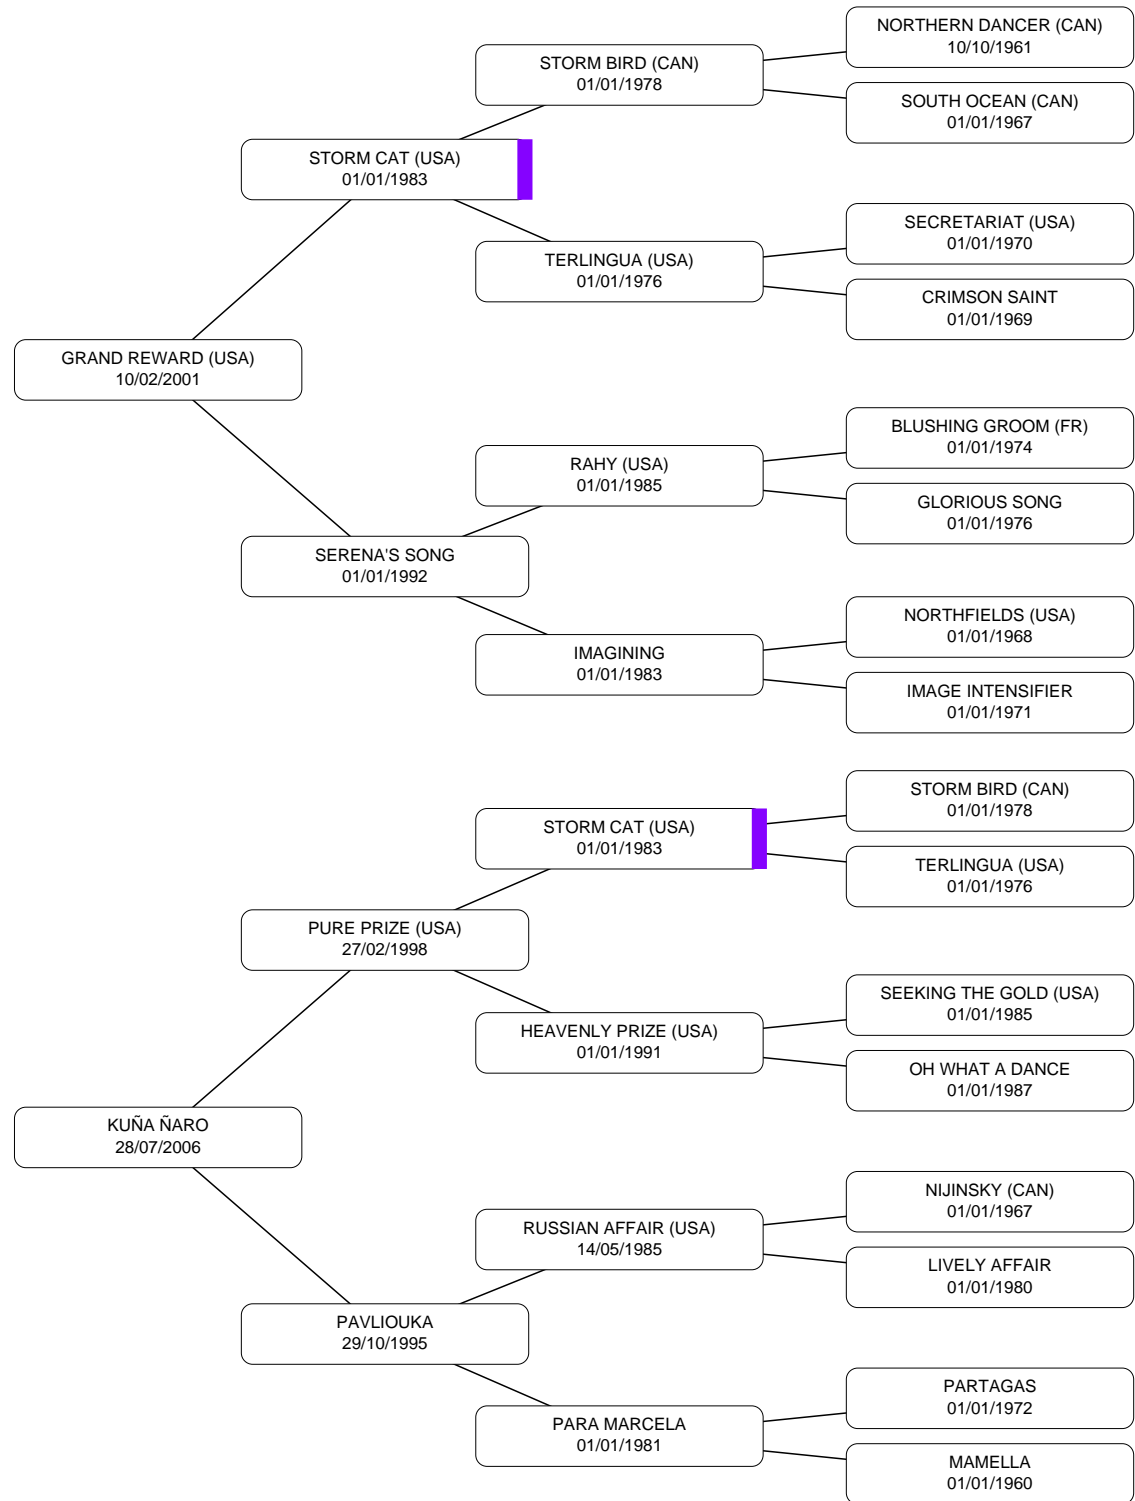 NORTHERN DANCER (CAN)
10/10/1961
STORM BIRD (CAN)
01/01/1978
SOUTH OCEAN (CAN)
01/01/1967
STORM CAT (USA)
01/01/1983
SECRETARIAT (USA)
01/01/1970
TERLINGUA (USA)
01/01/1976
CRIMSON SAINT
01/01/1969
GRAND REWARD (USA)
10/02/2001
BLUSHING GROOM (FR)
01/01/1974
RAHY (USA)
01/01/1985
GLORIOUS SONG
01/01/1976
SERENA'S SONG
01/01/1992
NORTHFIELDS (USA)
01/01/1968
IMAGINING
01/01/1983
IMAGE INTENSIFIER
01/01/1971
STORM BIRD (CAN)
01/01/1978
STORM CAT (USA)
01/01/1983
TERLINGUA (USA)
01/01/1976
PURE PRIZE (USA)
27/02/1998
SEEKING THE GOLD (USA)
01/01/1985
HEAVENLY PRIZE (USA)
01/01/1991
OH WHAT A DANCE
01/01/1987
KUÑA ÑARO
28/07/2006
NIJINSKY (CAN)
01/01/1967
RUSSIAN AFFAIR (USA)
14/05/1985
LIVELY AFFAIR
01/01/1980
PAVLIOUKA
29/10/1995
PARTAGAS
01/01/1972
PARA MARCELA
01/01/1981
MAMELLA
01/01/1960